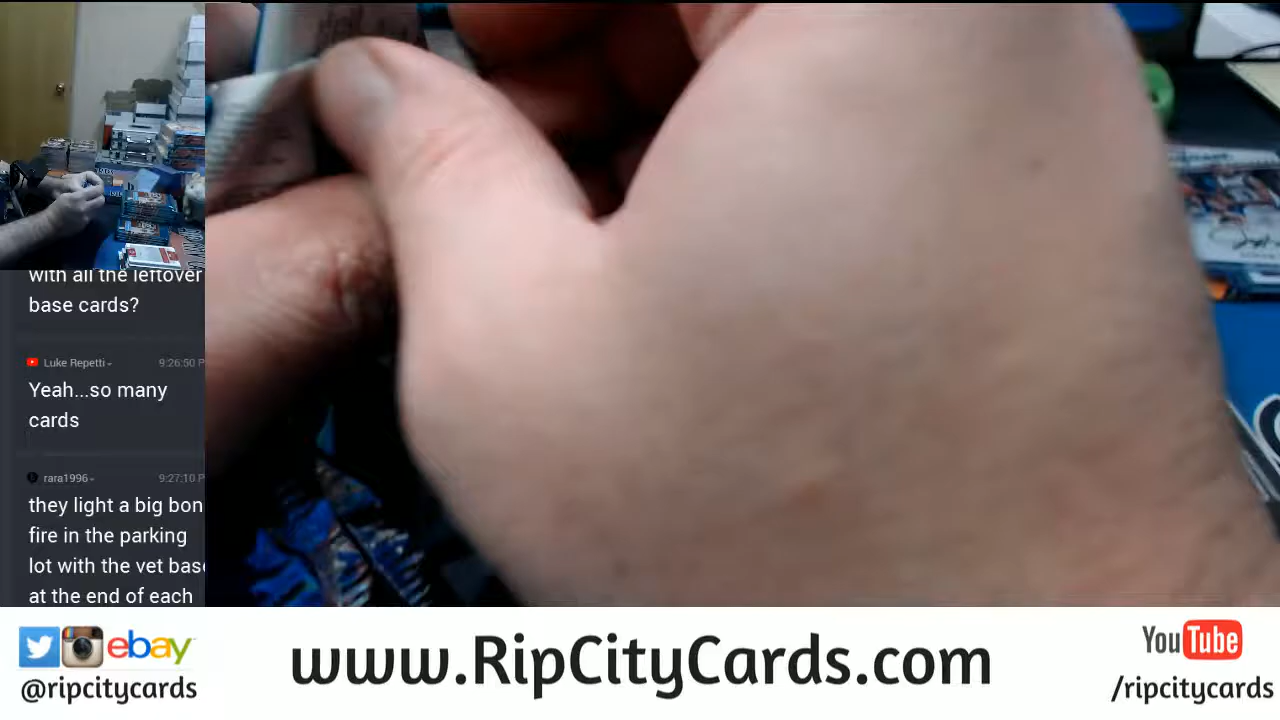 with all the leftover
base cards?
Luke Repetti
9:26:50 P
Yeah...so many
cards
rara1996
9:27:10 P
they light a big bon
fire in the parking
lot with the vet base
at the end of each
ebay
@ripcitycards
www.RipCityCards.com
YouTube
/ripcitycards